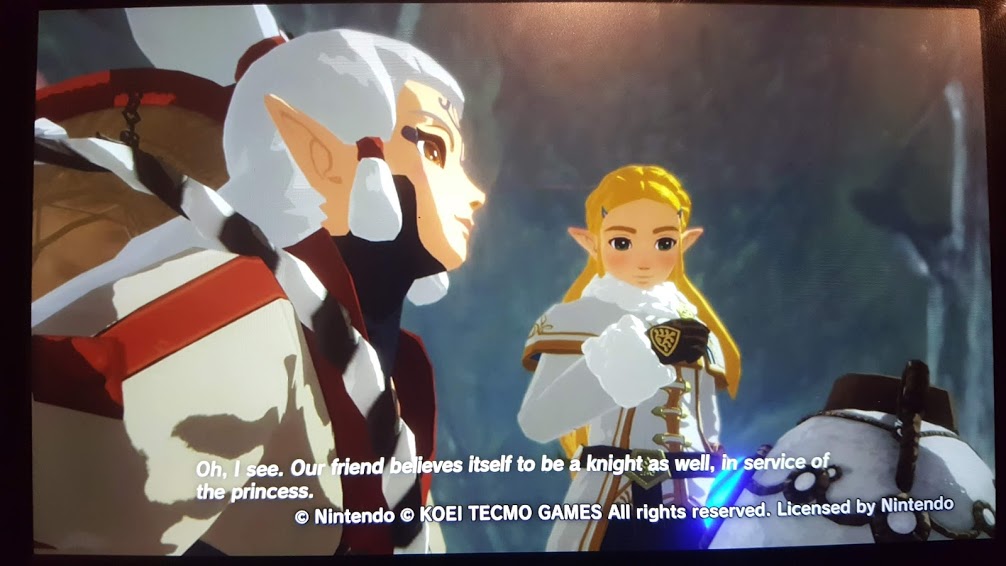 Oh, I see. Our friend believes itself to be a knight as well, in service of
the princess.
© Nintendo © KOEI TECMO GAMES All rights reserved. Licensed by Nintendo